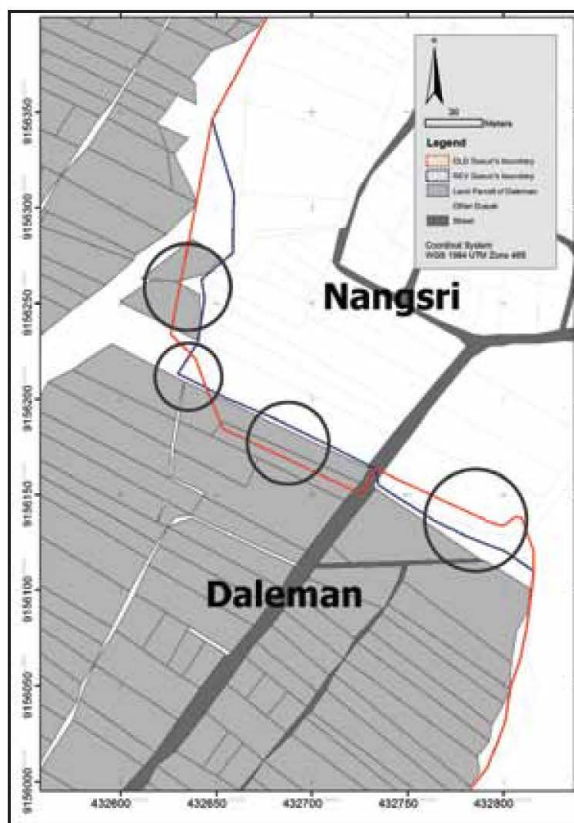 30
Meters
Legend
OLD Dusun's boundary
REV Dusun's boundary
Land Parcel of Daleman
Other Dusun
Street
Coordinat System
WGS 1984 UTM Zone 49S
Nangsri
Daleman
9156350
9156300
9156250
9156200
9156150
9156100
9156050
9156000
432600
432650
432700
432750
432800